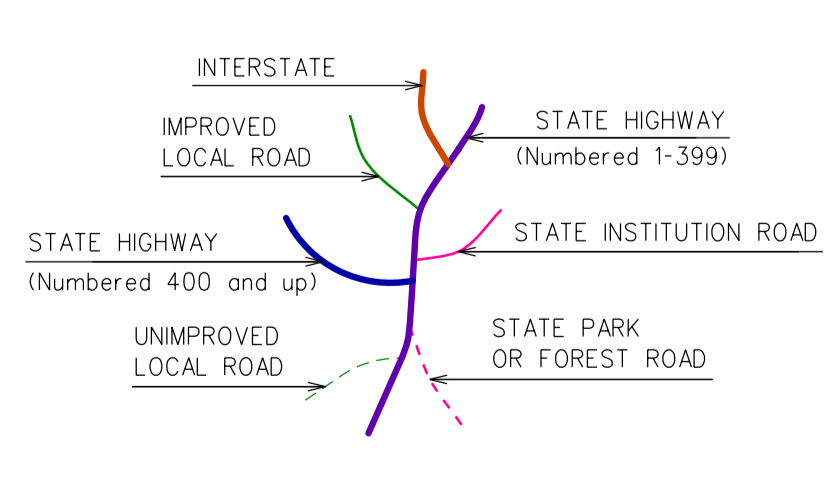 INTERSTATE
STATE HIGHWAY
(Numbered 1-399)
IMPROVED
LOCAL ROAD
STATE HIGHWAY
(Numbered 400 and up)
STATE INSTITUTION ROAD
UNIMPROVED
LOCAL ROAD
STATE PARK
OR FOREST ROAD